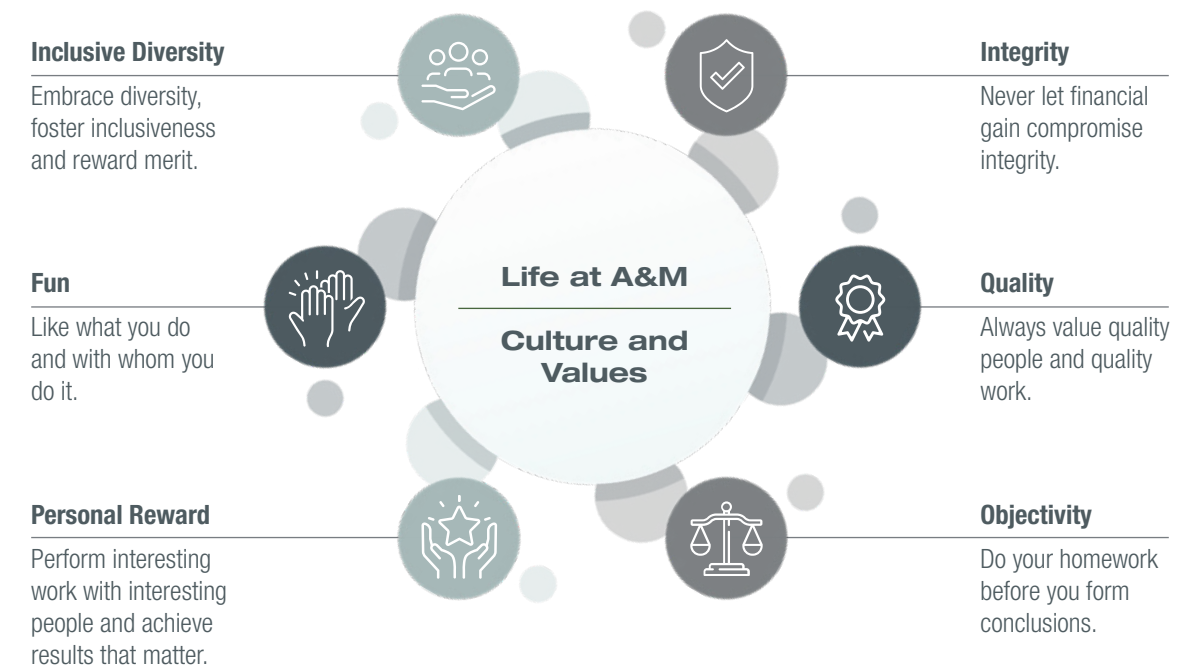 Inclusive Diversity
Embrace diversity,
foster inclusiveness
and reward merit.
Fun
Like what you do
and with whom you
do it.
Personal Reward
Perform interesting
work with interesting
people and achieve
results that matter.
Life at A&M
Culture and
Values
Integrity
Never let financial
gain compromise
integrity.
Quality
Always value quality
people and quality
work.
Objectivity
Do your homework
before you form
conclusions.